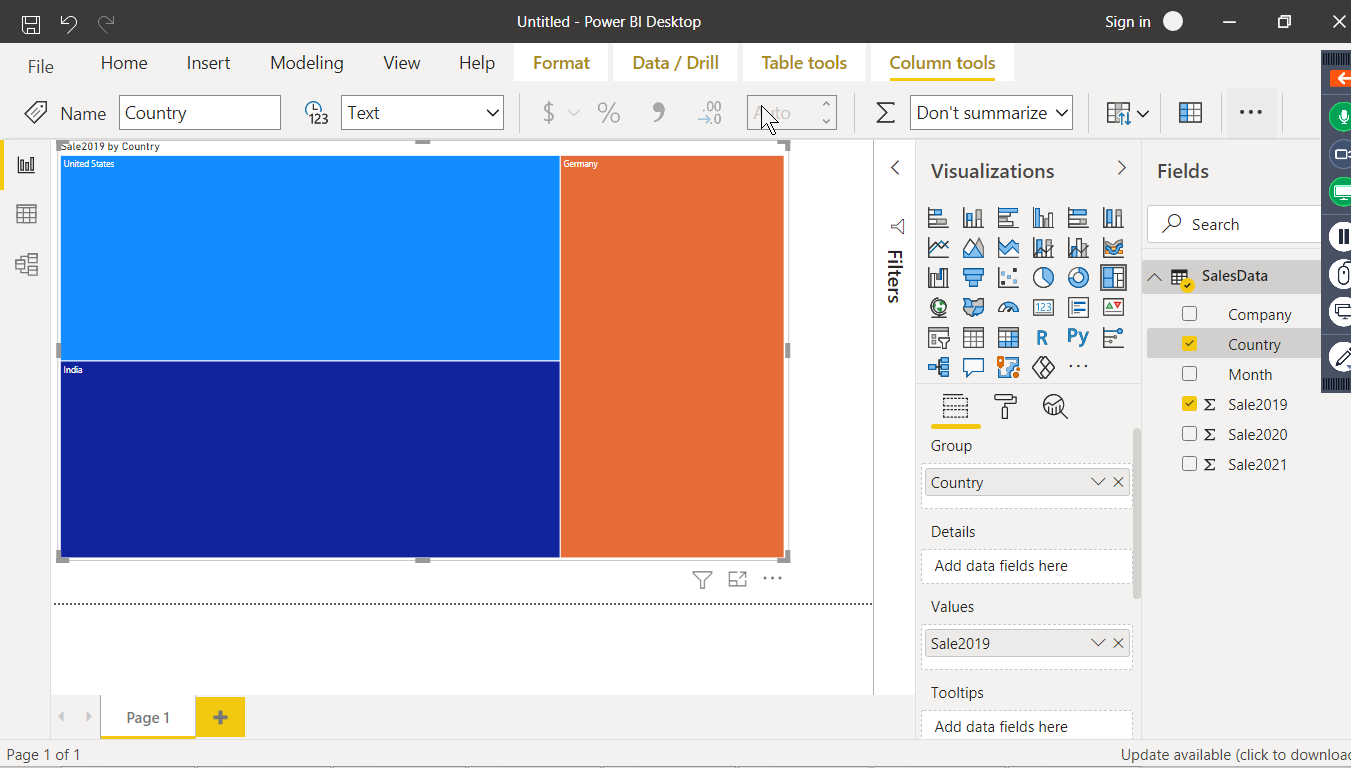 Untitled - Power BI Desktop
Sign in
File Home Insert Modeling View Help Format Data / Drill Table tools Column tools
Name Country 123 Text $ % .00 →.0 Auto Σ Don't summarize
Sale2019 by Country
United States
Germany
India
Filters
Visualizations
123
R Py
Group
Country
Details
Add data fields here
Values
Sale2019
Tooltips
Add data fields here
Fields
Search
SalesData
Company
Country
Month
Σ Sale2019
Σ Sale2020
Σ Sale2021
Page 1
Page 1 of 1
Update available (click to download